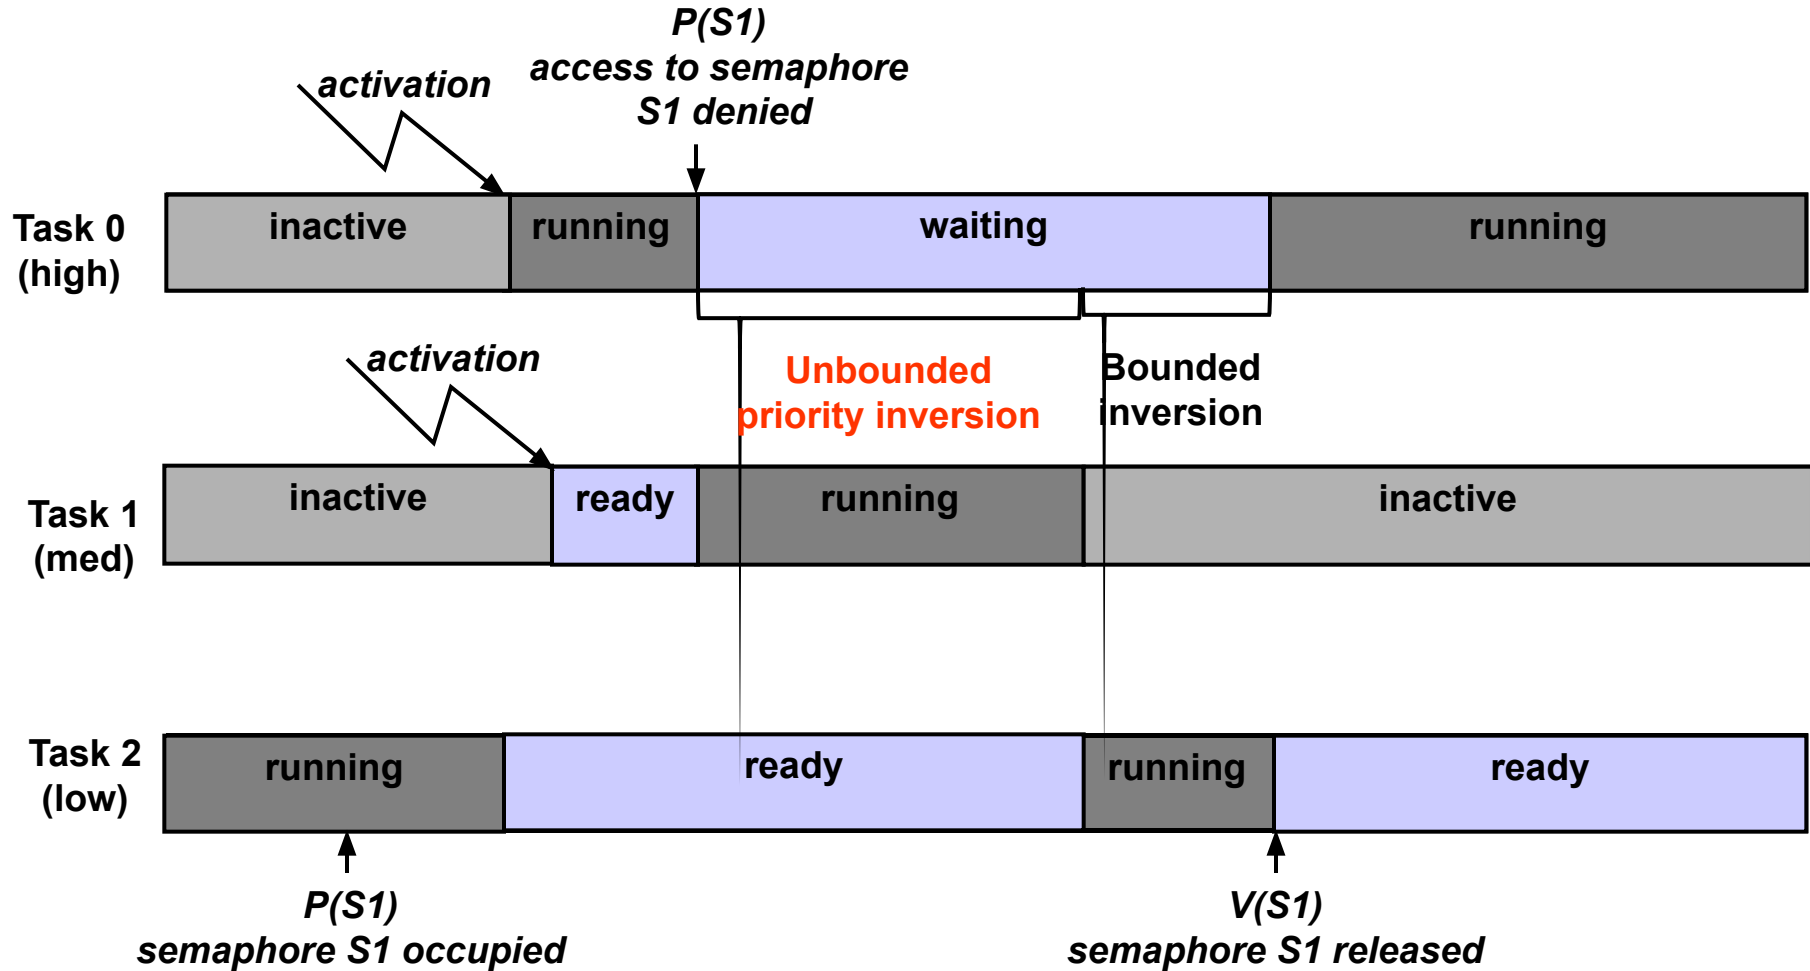 P(S1)
access to semaphore
S1 denied
activation
Task 0
(high)
inactive
running
waiting
running
activation
Unbounded
priority inversion
Bounded
inversion
Task 1
(med)
inactive
ready
running
inactive
Task 2
(low)
running
ready
running
ready
P(S1)
semaphore S1 occupied
V(S1)
semaphore S1 released